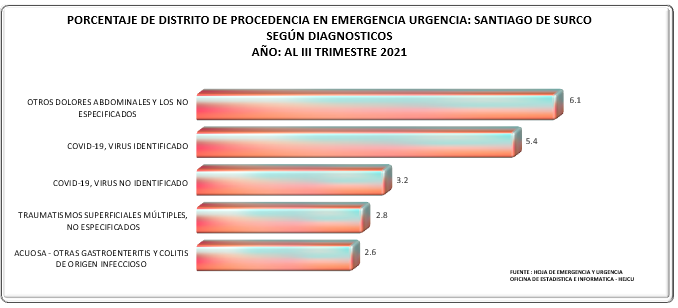 PORCENTAJE DE DISTRITO DE PROCEDENCIA EN EMERGENCIA URGENCIA: SANTIAGO DE SURCO
SEGÚN DIAGNOSTICOS
AÑO: AL III TRIMESTRE 2021
OTROS DOLORES ABDOMINALES Y LOS NO
ESPECIFICADOS
6.1
COVID-19, VIRUS IDENTIFICADO
5.4
COVID-19, VIRUS NO IDENTIFICADO
3.2
TRAUMATISMOS SUPERFICIALES MÚLTIPLES,
NO ESPECIFICADOS
2.8
ACUOSA - OTRAS GASTROENTERITIS Y COLITIS
DE ORIGEN INFECCIOSO
2.6
FUENTE : HOJA DE EMERGENCIA Y URGENCIA
OFICINA DE ESTADISTICA E INFORMATICA - HEJCU